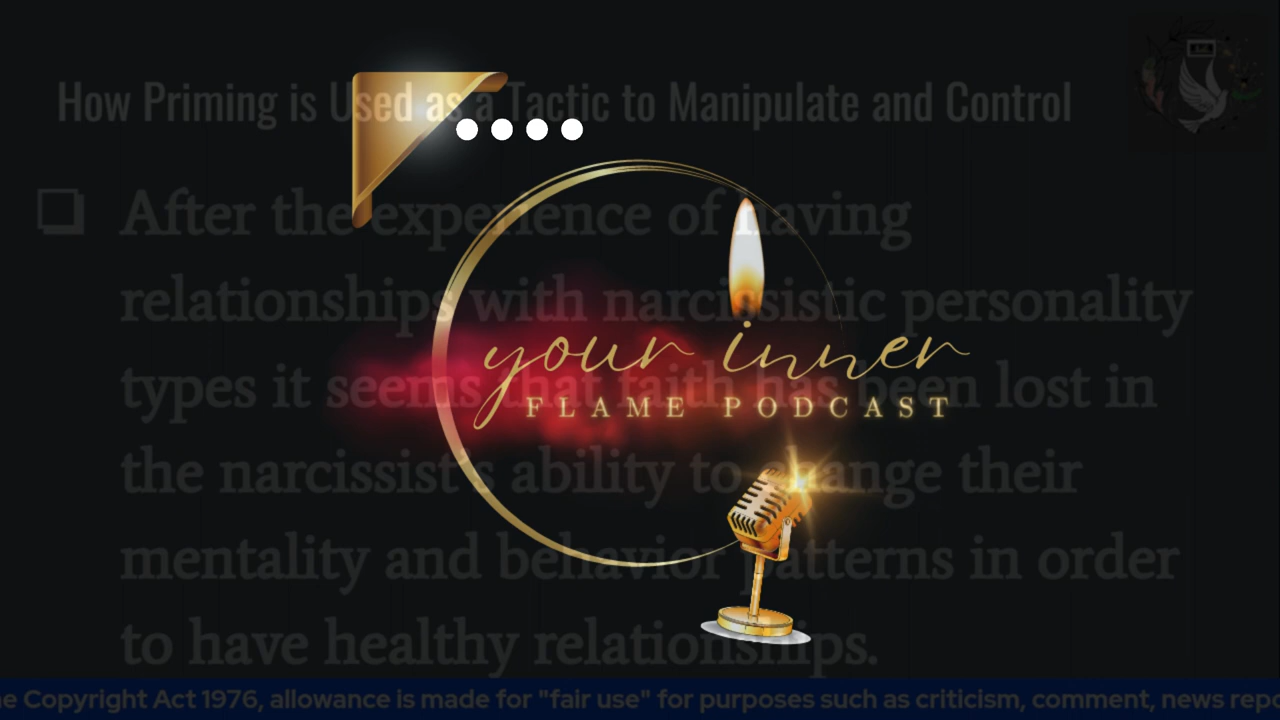 How Priming is Used as a Tactic to Manipulate and Control
After the experience of having
relationships with narcissistic personality
types it seems that faith has been lost in
the narcissist's ability to change their
mentality and behavior patterns in order
to have healthy relationships.
your inner
FLAME PODCAST
e Copyright Act 1976, allowance is made for "fair use" for purposes such as criticism, comment, news repo